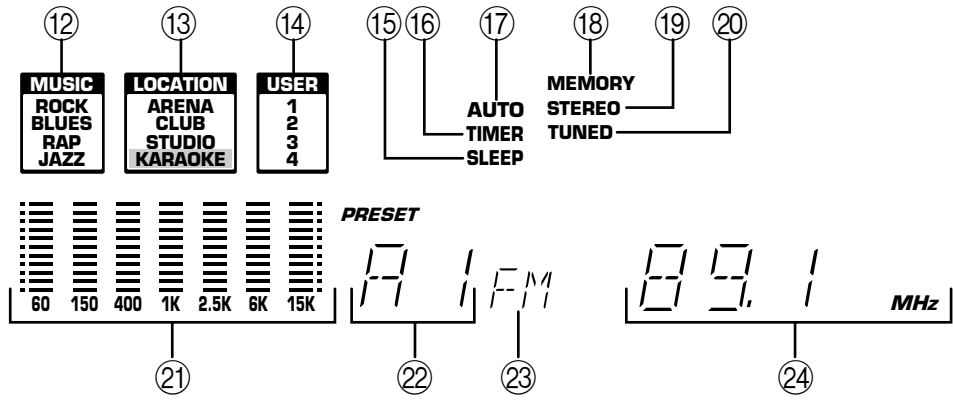 ⑫ ⑬ ⑭ ⑮ ⑯ ⑰ ⑱ ⑲ ⑳
MUSIC
ROCK
BLUES
RAP
JAZZ
LOCATION
ARENA
CLUB
STUDIO
KARAOKE
USER
1
2
3
4
AUTO
TIMER
SLEEP
MEMORY
STEREO
TUNED
PRESET
A 1 FM 89.1 MHz
60 150 400 1K 2.5K 6K 15K
㉑ ㉒ ㉓ ㉔